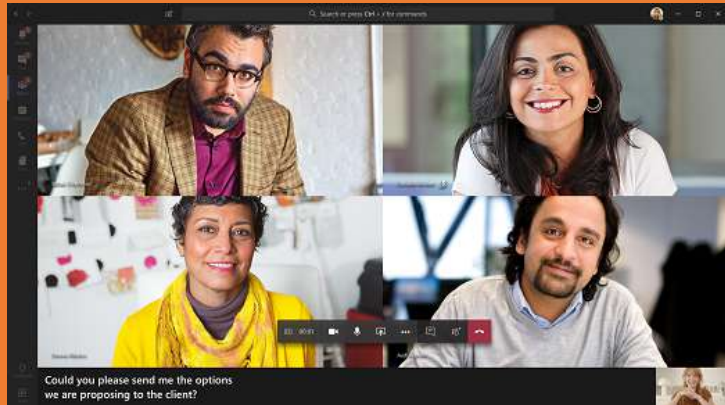 Search or press Ctrl + / for commands
00:01
Could you please send me the options
we are proposing to the client?